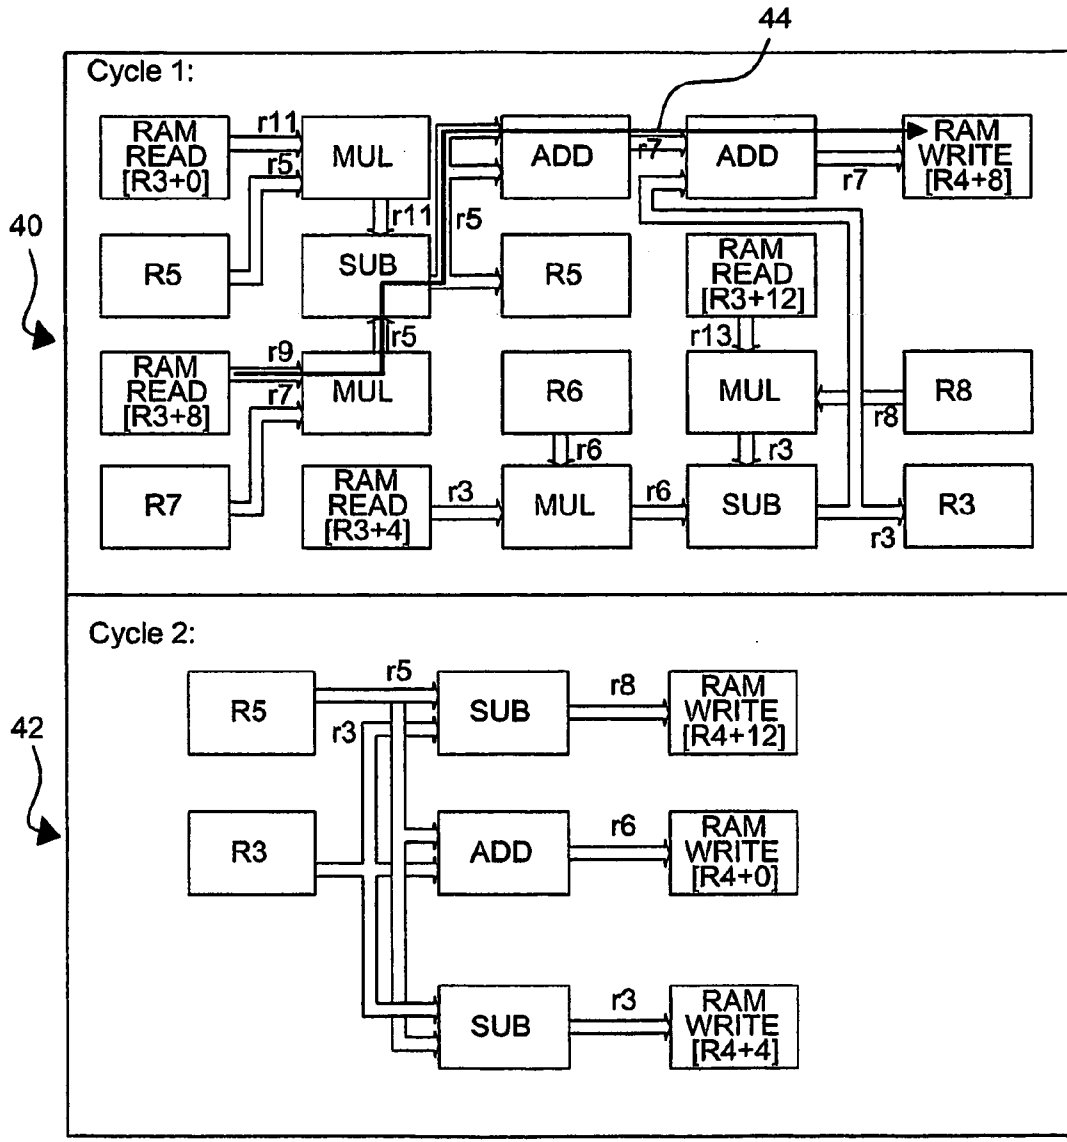 44
Cycle 1:
RAM READ [R3+0]
r11
r5
MUL
ADD
r7
ADD
r7
RAM WRITE [R4+8]
40
R5
r11
SUB
r5
R5
RAM READ [R3+12]
RAM READ [R3+8]
r9
r7
r5
MUL
R6
r13
MUL
r8
R8
R7
RAM READ [R3+4]
r3
r6
MUL
r6
r3
SUB
r3
R3
Cycle 2:
42
R5
r5
r3
SUB
r8
RAM WRITE [R4+12]
R3
ADD
r6
RAM WRITE [R4+0]
SUB
r3
RAM WRITE [R4+4]